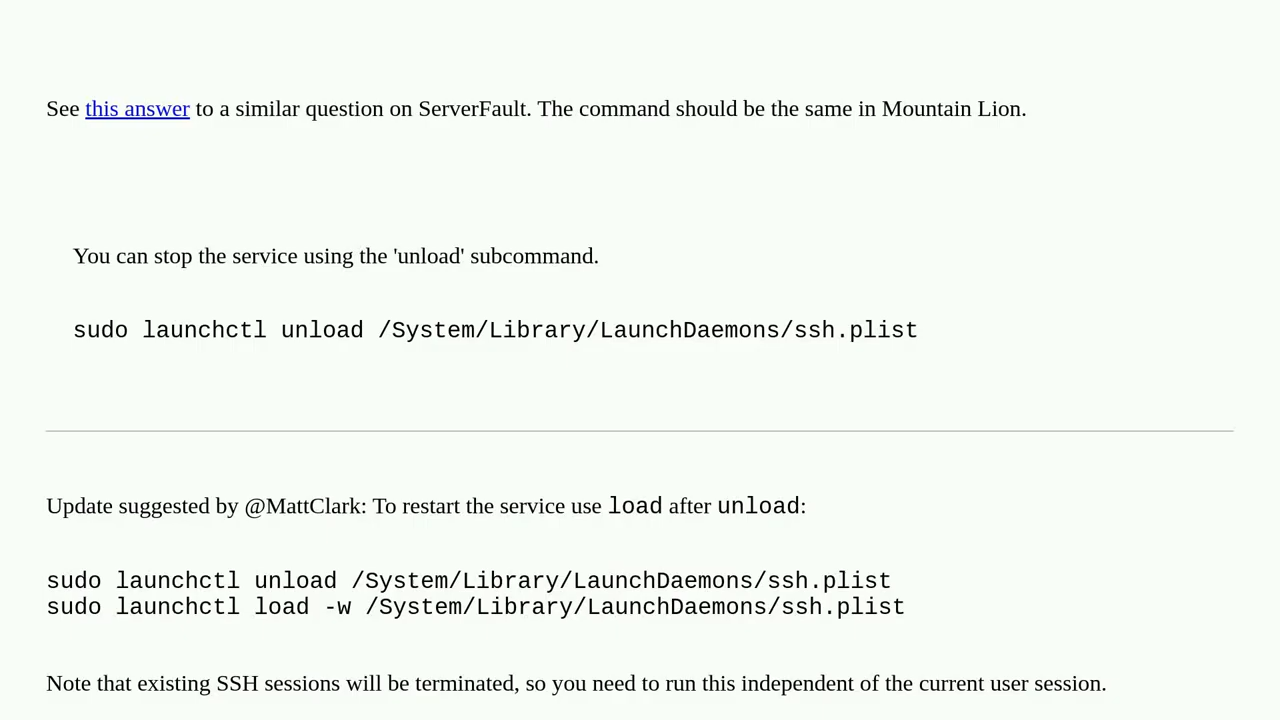 See this answer to a similar question on ServerFault. The command should be the same in Mountain Lion.
You can stop the service using the 'unload' subcommand.
sudo launchctl unload /System/Library/LaunchDaemons/ssh.plist
Update suggested by @MattClark: To restart the service use load after unload:
sudo launchctl unload /System/Library/LaunchDaemons/ssh.plist
sudo launchctl load -w /System/Library/LaunchDaemons/ssh.plist
Note that existing SSH sessions will be terminated, so you need to run this independent of the current user session.